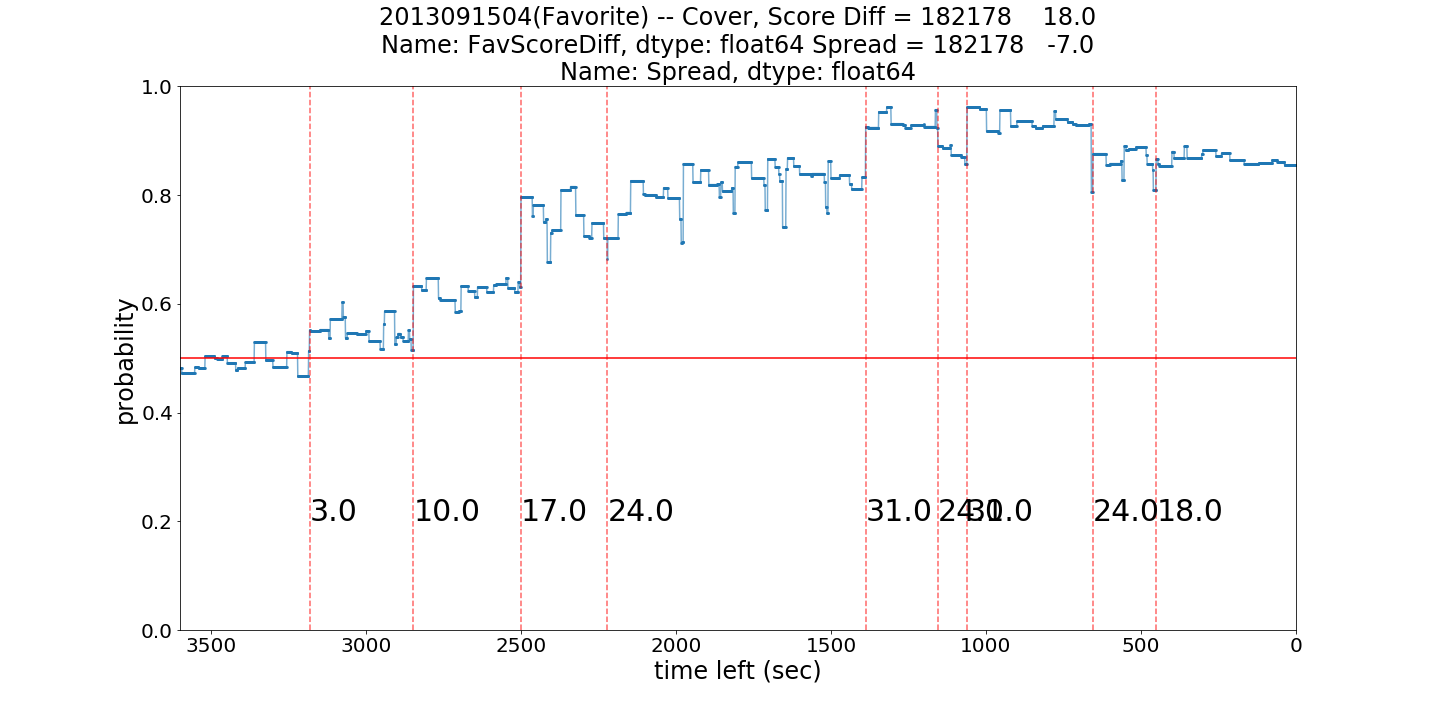 2013091504(Favorite) -- Cover, Score Diff = 182178 18.0
Name: FavScoreDiff, dtype: float64 Spread = 182178 -7.0
Name: Spread, dtype: float64
1.0
0.8
0.6
0.4
0.2
0.0
probability
3.0 10.0 17.0 24.0 31.0 24.0 30.0 24.0 18.0
3500 3000 2500 2000 1500 1000 500 0
time left (sec)